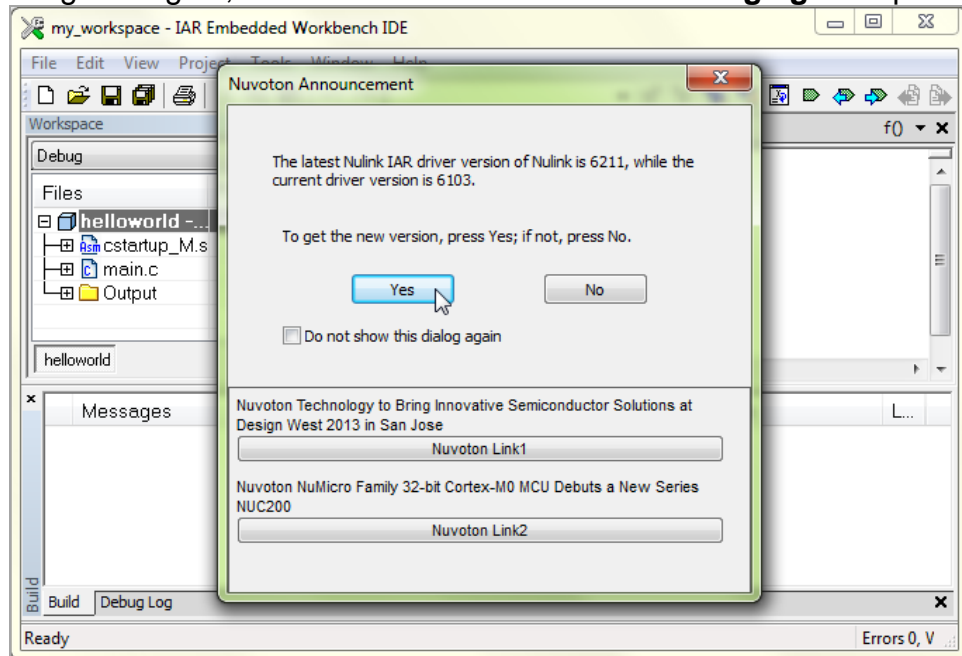 my_workspace - IAR Embedded Workbench IDE
File Edit View Project Tools Window Help
Nuvoton Announcement
Workspace
f()
Debug
Files
helloworld -...
cstartup_M.s
main.c
Output
helloworld
The latest Nulink IAR driver version of Nulink is 6211, while the
current driver version is 6103.
To get the new version, press Yes; if not, press No.
Yes No
Do not show this dialog again
Nuvoton Technology to Bring Innovative Semiconductor Solutions at
Design West 2013 in San Jose
Nuvoton Link1
Nuvoton NuMicro Family 32-bit Cortex-M0 MCU Debuts a New Series
NUC200
Nuvoton Link2
Messages
L...
Build
Build Debug Log
Ready
Errors 0, V